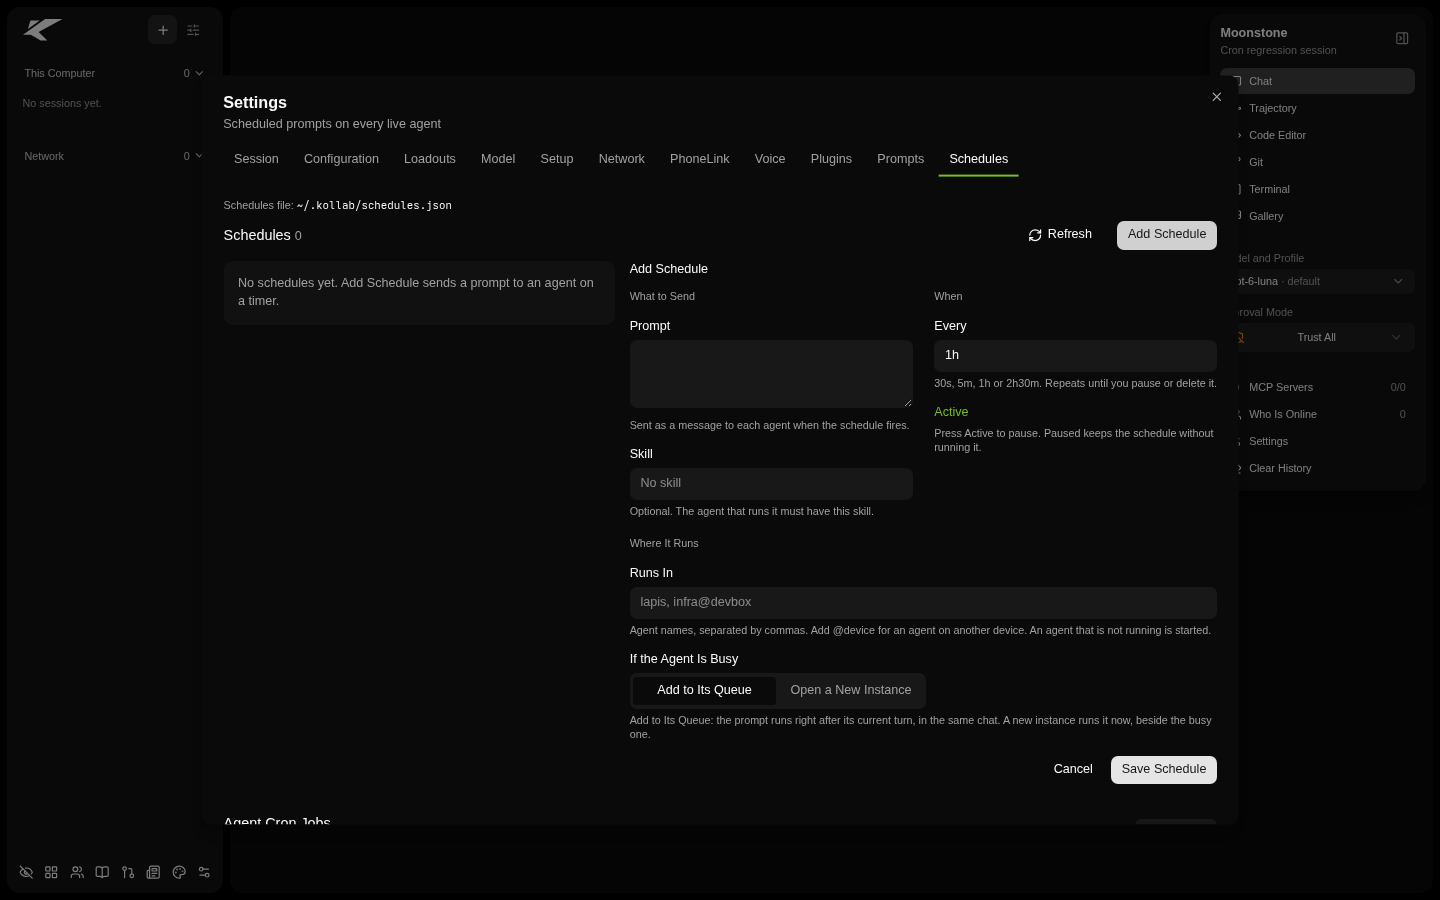 This Computer 0
No sessions yet.
Network 0
Settings
Scheduled prompts on every live agent
Session Configuration Loadouts Model Setup Network PhoneLink Voice Plugins Prompts Schedules
Schedules file: ~/.kollab/schedules.json
Schedules 0
Refresh
Add Schedule
No schedules yet. Add Schedule sends a prompt to an agent on
a timer.
Add Schedule
What to Send
Prompt
Sent as a message to each agent when the schedule fires.
Skill
No skill
Optional. The agent that runs it must have this skill.
When
Every
1h
30s, 5m, 1h or 2h30m. Repeats until you pause or delete it.
Active
Press Active to pause. Paused keeps the schedule without
running it.
Where It Runs
Runs In
lapis, infra@devbox
Agent names, separated by commas. Add @device for an agent on another device. An agent that is not running is started.
If the Agent Is Busy
Add to Its Queue
Open a New Instance
Add to Its Queue: the prompt runs right after its current turn, in the same chat. A new instance runs it now, beside the busy
one.
Cancel
Save Schedule
Agent Cron Jobs
Moonstone
Cron regression session
Chat
Trajectory
Code Editor
Git
Terminal
Gallery
and Profile
-6-luna · default
Mode
Trust All
MCP Servers 0/0
Who Is Online 0
Settings
Clear History